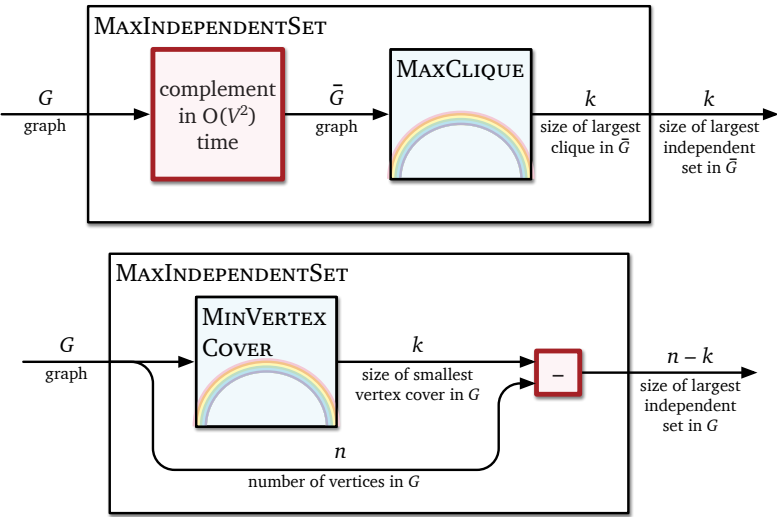 MAXINDEPENDENTSET
G
graph
complement
in O(V²)
time
Ḡ
graph
MAXCLIQUE
k
size of largest
clique in Ḡ
k
size of largest
independent
set in Ḡ
MAXINDEPENDENTSET
G
graph
MINVERTEX
COVER
k
size of smallest
vertex cover in G
n
number of vertices in G
–
n – k
size of largest
independent
set in G